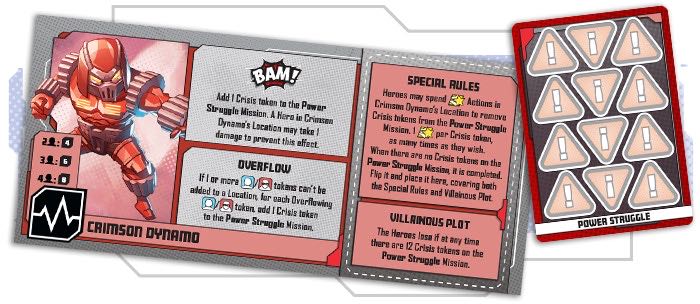 BAM!
Add 1 Crisis token to the Power
Struggle Mission. A Hero in Crimson
Dynamo's Location may take 1
damage to prevent this effect.
OVERFLOW
If 1 or more / tokens can't be
added to a Location, for each Overflowing
/ token, add 1 Crisis token
to the Power Struggle Mission.
2 : 4
3 : 6
4 : 8
CRIMSON DYNAMO
SPECIAL RULES
Heroes may spend Actions in
Crimson Dynamo's Location to remove
Crisis tokens from the Power Struggle
Mission. 1 per Crisis token,
as many times as they wish.
When there are no Crisis tokens on the
Power Struggle Mission, it is completed.
Flip it and place it here, covering both
the Special Rules and Villainous Plot.
VILLAINOUS PLOT
The Heroes lose if at any time
there are 12 Crisis tokens on the
Power Struggle Mission.
! ! !
! ! !
! ! !
! ! !
POWER STRUGGLE